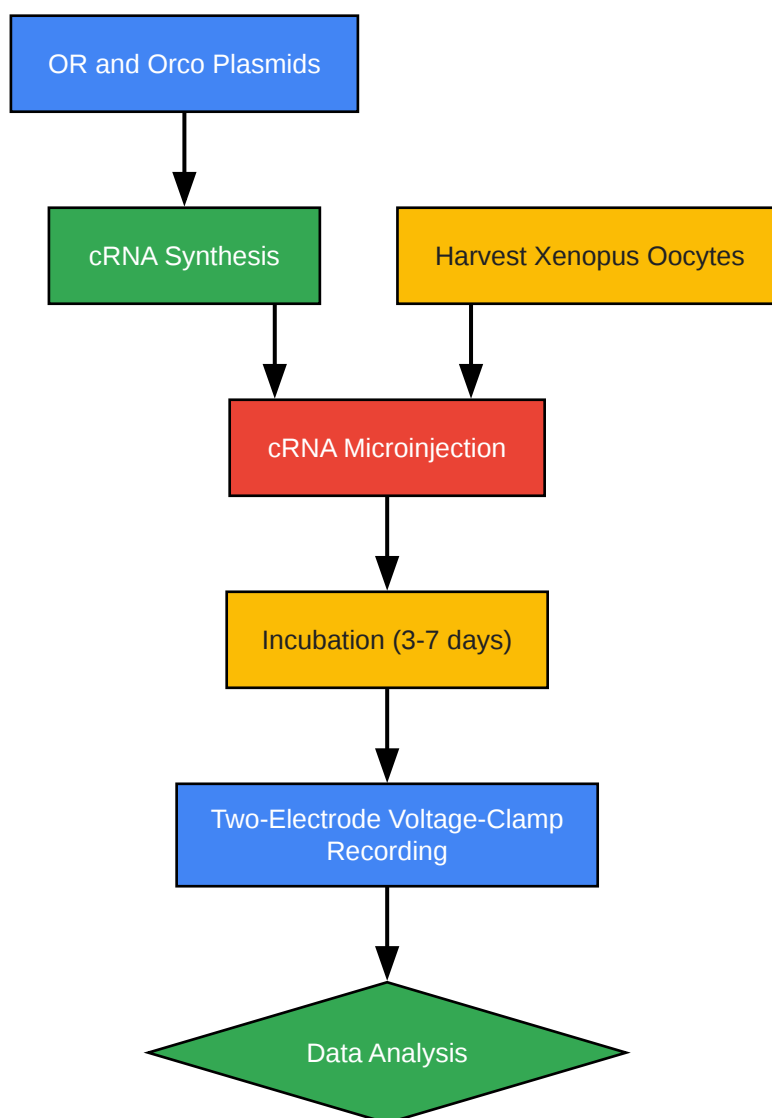 OR and Orco Plasmids
cRNA Synthesis
Harvest Xenopus Oocytes
cRNA Microinjection
Incubation (3-7 days)
Two-Electrode Voltage-Clamp
Recording
Data Analysis